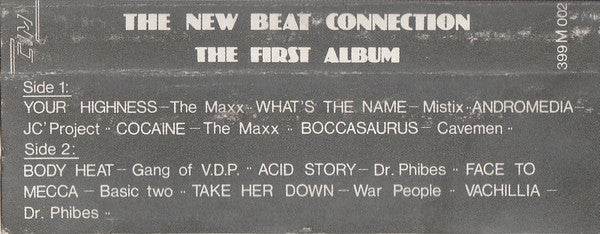 THE NEW BEAT CONNECTION
THE FIRST ALBUM
399 M 002
Side 1:
YOUR HIGHNESS – The Maxx ·· WHAT'S THE NAME – Mistix ·· ANDROMEDIA –
JC' Project ·· COCAINE – The Maxx ·· BOCCASAURUS – Cavemen ··
Side 2:
BODY HEAT – Gang of V.D.P. ·· ACID STORY – Dr. Phibes ·· FACE TO
MECCA – Basic two ·· TAKE HER DOWN – War People ·· VACHILLIA –
Dr. Phibes ··